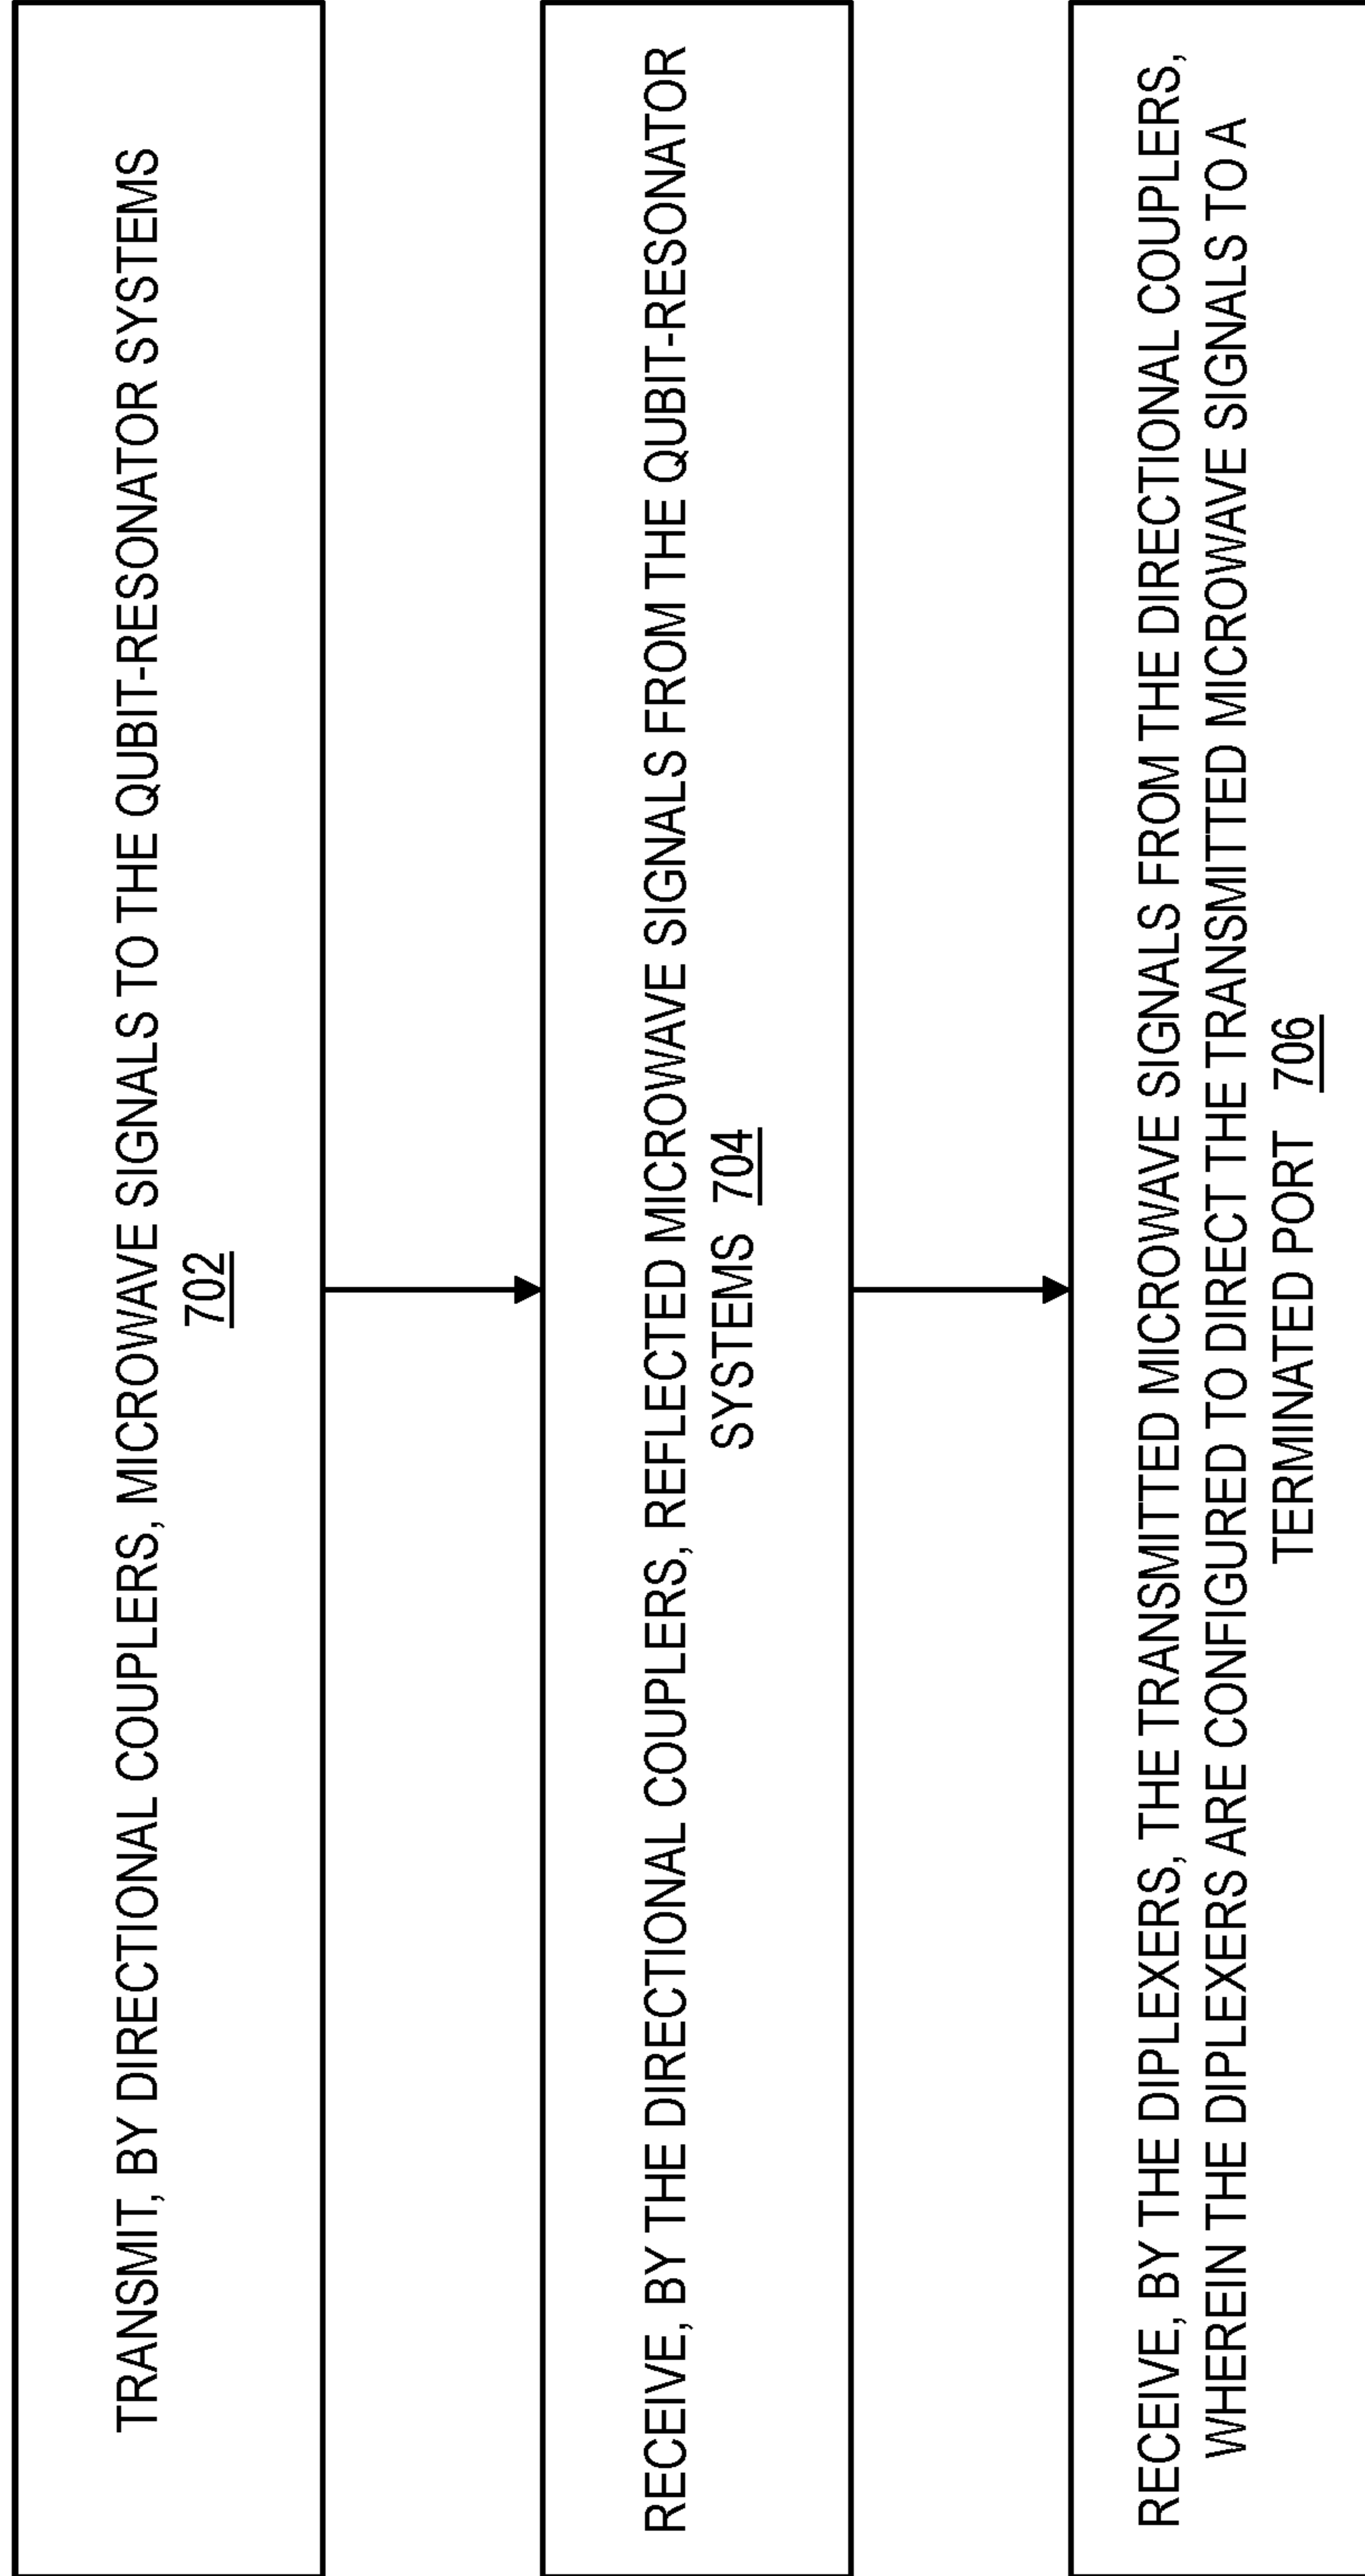 TRANSMIT, BY DIRECTIONAL COUPLERS, MICROWAVE SIGNALS TO THE QUBIT-RESONATOR SYSTEMS
702
RECEIVE, BY THE DIRECTIONAL COUPLERS, REFLECTED MICROWAVE SIGNALS FROM THE QUBIT-RESONATOR
SYSTEMS 704
RECEIVE, BY THE DIPLEXERS, THE TRANSMITTED MICROWAVE SIGNALS FROM THE DIRECTIONAL COUPLERS,
WHEREIN THE DIPLEXERS ARE CONFIGURED TO DIRECT THE TRANSMITTED MICROWAVE SIGNALS TO A
TERMINATED PORT 706